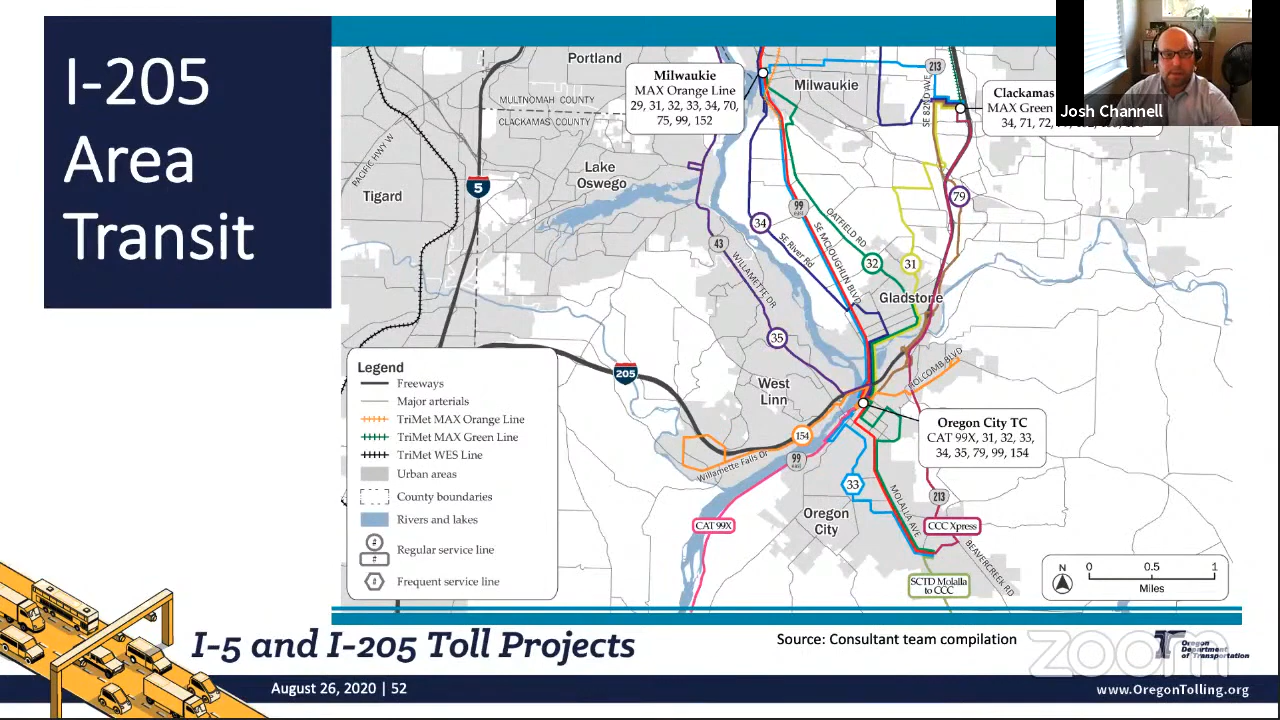 I-205
Area
Transit
Portland
MULTNOMAH COUNTY
CLACKAMAS COUNTY
PACIFIC HWY W
Tigard
5
Lake
Oswego
Milwaukie
MAX Orange Line
29, 31, 32, 33, 34, 70,
75, 99, 152
Milwaukie
213
SE 82ND AVE
Clackamas
MAX Green
34, 71, 72,
Josh Channell
79
99
EAST
34
SE River Rd
OATFIELD RD
SE MCLOUGHLIN BLVD
32
31
Gladstone
43
WILLAMETTE DR
35
205
West
Linn
HOLCOMB BLVD
154
Willamette Falls Dr
99
EAST
Oregon City TC
CAT 99X, 31, 32, 33,
34, 35, 79, 99, 154
33
MOLALLA AVE
213
Oregon
City
CAT 99X
CCC Xpress
BEAVERCREEK RD
SCTD Molalla
to CCC
Legend
Freeways
Major arterials
TriMet MAX Orange Line
TriMet MAX Green Line
TriMet WES Line
Urban areas
County boundaries
Rivers and lakes
#
#
Regular service line
#
Frequent service line
N
0 0.5 1
Miles
I-5 and I-205 Toll Projects
Source: Consultant team compilation
Oregon
Department
of Transportation
zoom
August 26, 2020 | 52
www.OregonTolling.org